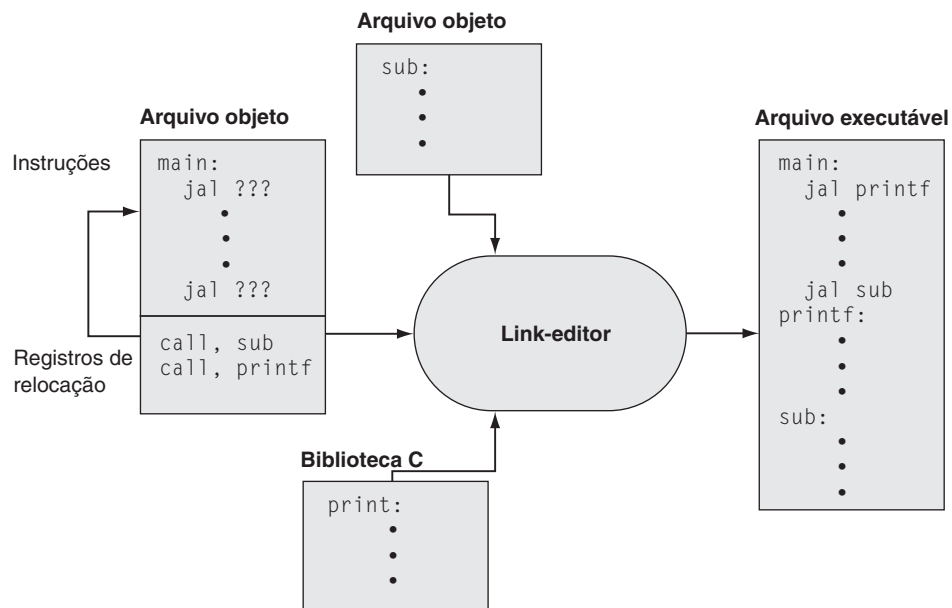 Arquivo objeto
sub:
Arquivo objeto
Instruções
main:
jal ???
jal ???
Registros de
relocação
call, sub
call, printf
Link-editor
Biblioteca C
print:
Arquivo executável
main:
jal printf
jal sub
printf:
sub: